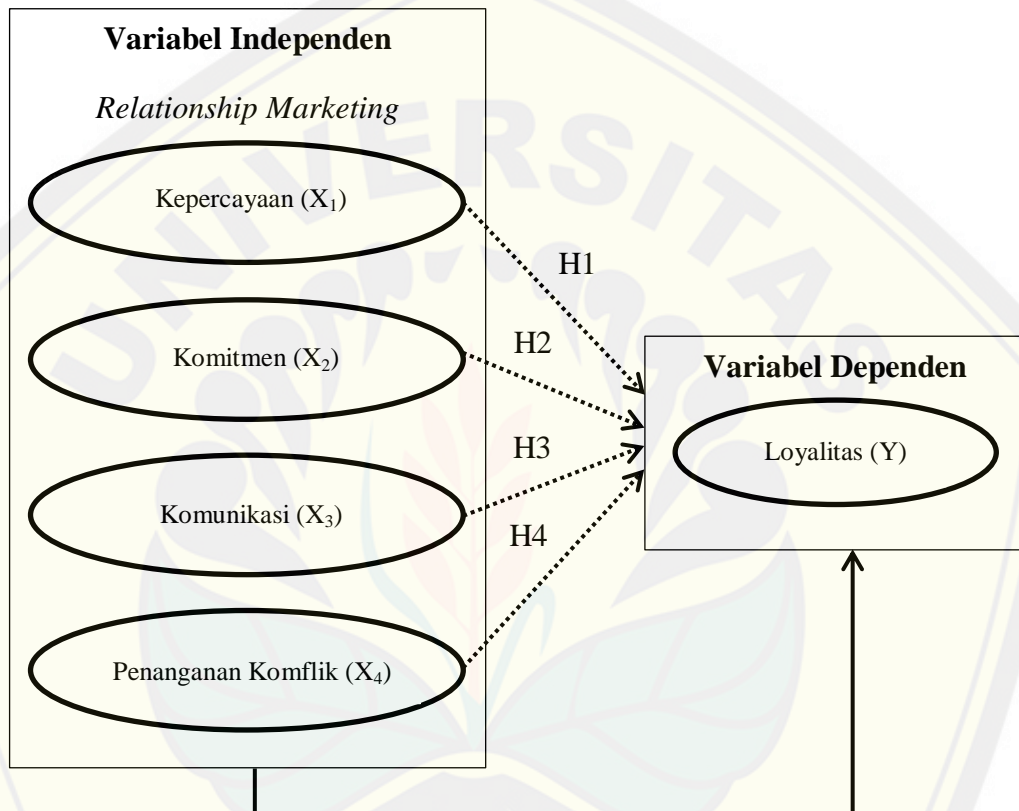 Variabel Independen
Relationship Marketing
Kepercayaan (X₁)
Komitmen (X₂)
Komunikasi (X₃)
Penanganan Komflik (X₄)
H1
H2
H3
H4
Variabel Dependen
Loyalitas (Y)
UNIVERSITAS